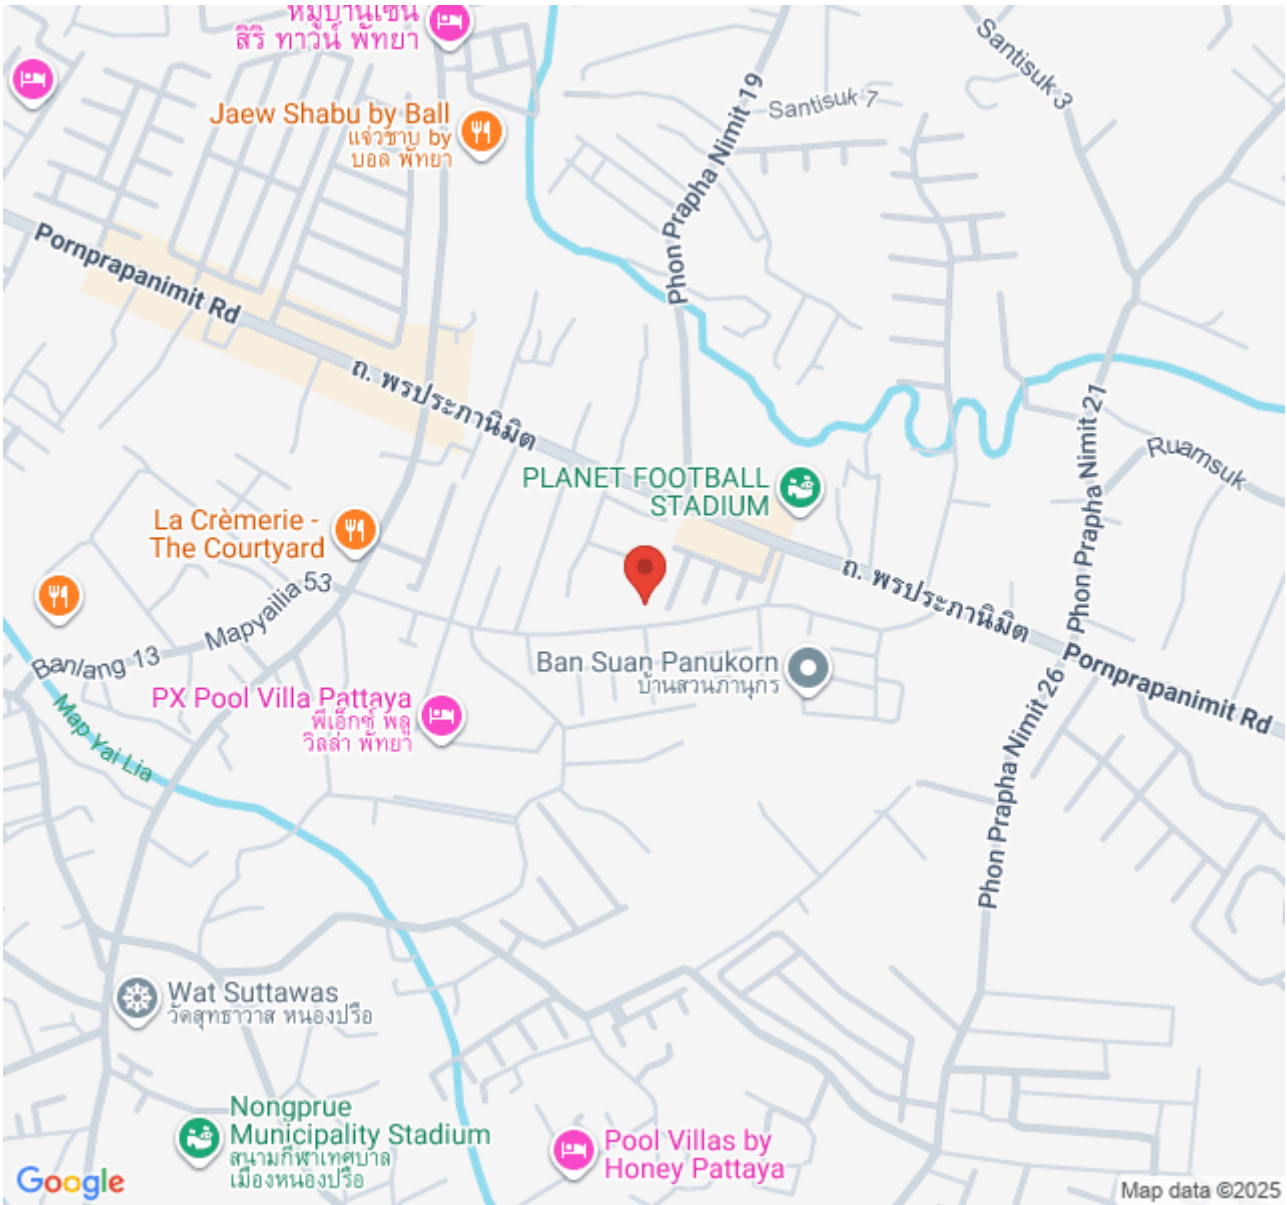 หมู่บ้านเซน
สิริ ทาวน์ พัทยา
Santisuk 3
Phon Prapha Nimit 19
Santisuk 7
Jaew Shabu by Ball
แจ่วชาบู by
บอล พัทยา
Pornprapanimit Rd
ถ. พรประภานิมิต
Phon Prapha Nimit 21
Ruamsuk
PLANET FOOTBALL
STADIUM
La Crèmerie -
The Courtyard
ถ. พรประภานิมิต
Mapyailia 53
Banlang 13
Ban Suan Panukorn
บ้านสวนภานุกร
Pornprapanimit Rd
PX Pool Villa Pattaya
พีเอ็กซ์ พลู
วิลล่า พัทยา
Map Yai Lia
Phon Prapha Nimit 26
Wat Suttawas
วัดสุทธาวาส หนองปรือ
Nongprue
Municipality Stadium
สนามกีฬาเทศบาล
เมืองหนองปรือ
Pool Villas by
Honey Pattaya
Google
Map data ©2025